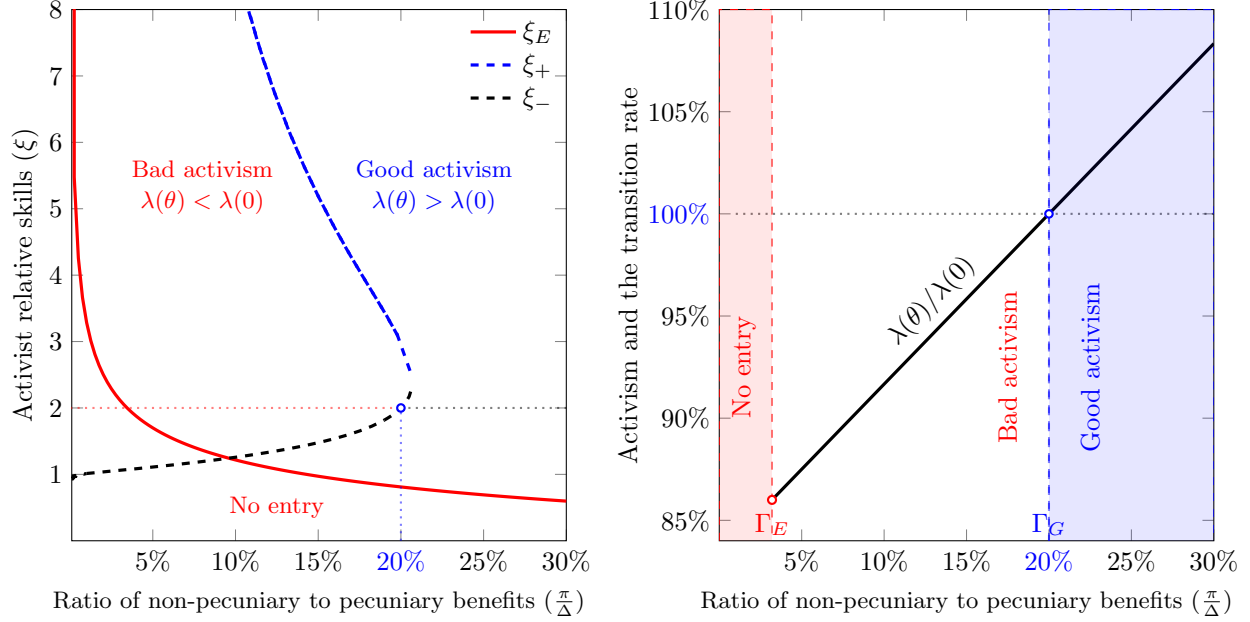 Activist relative skills (ξ)
8
7
6
5
4
3
2
1
ξ_E
ξ_+
ξ_−
Bad activism
λ(θ) < λ(0)
Good activism
λ(θ) > λ(0)
No entry
5%
10%
15%
20%
25%
30%
Ratio of non-pecuniary to pecuniary benefits (π/Δ)
Activism and the transition rate
110%
105%
100%
95%
90%
85%
No entry
λ(θ)/λ(0)
Bad activism
Good activism
Γ_E
Γ_G
5%
10%
15%
20%
25%
30%
Ratio of non-pecuniary to pecuniary benefits (π/Δ)